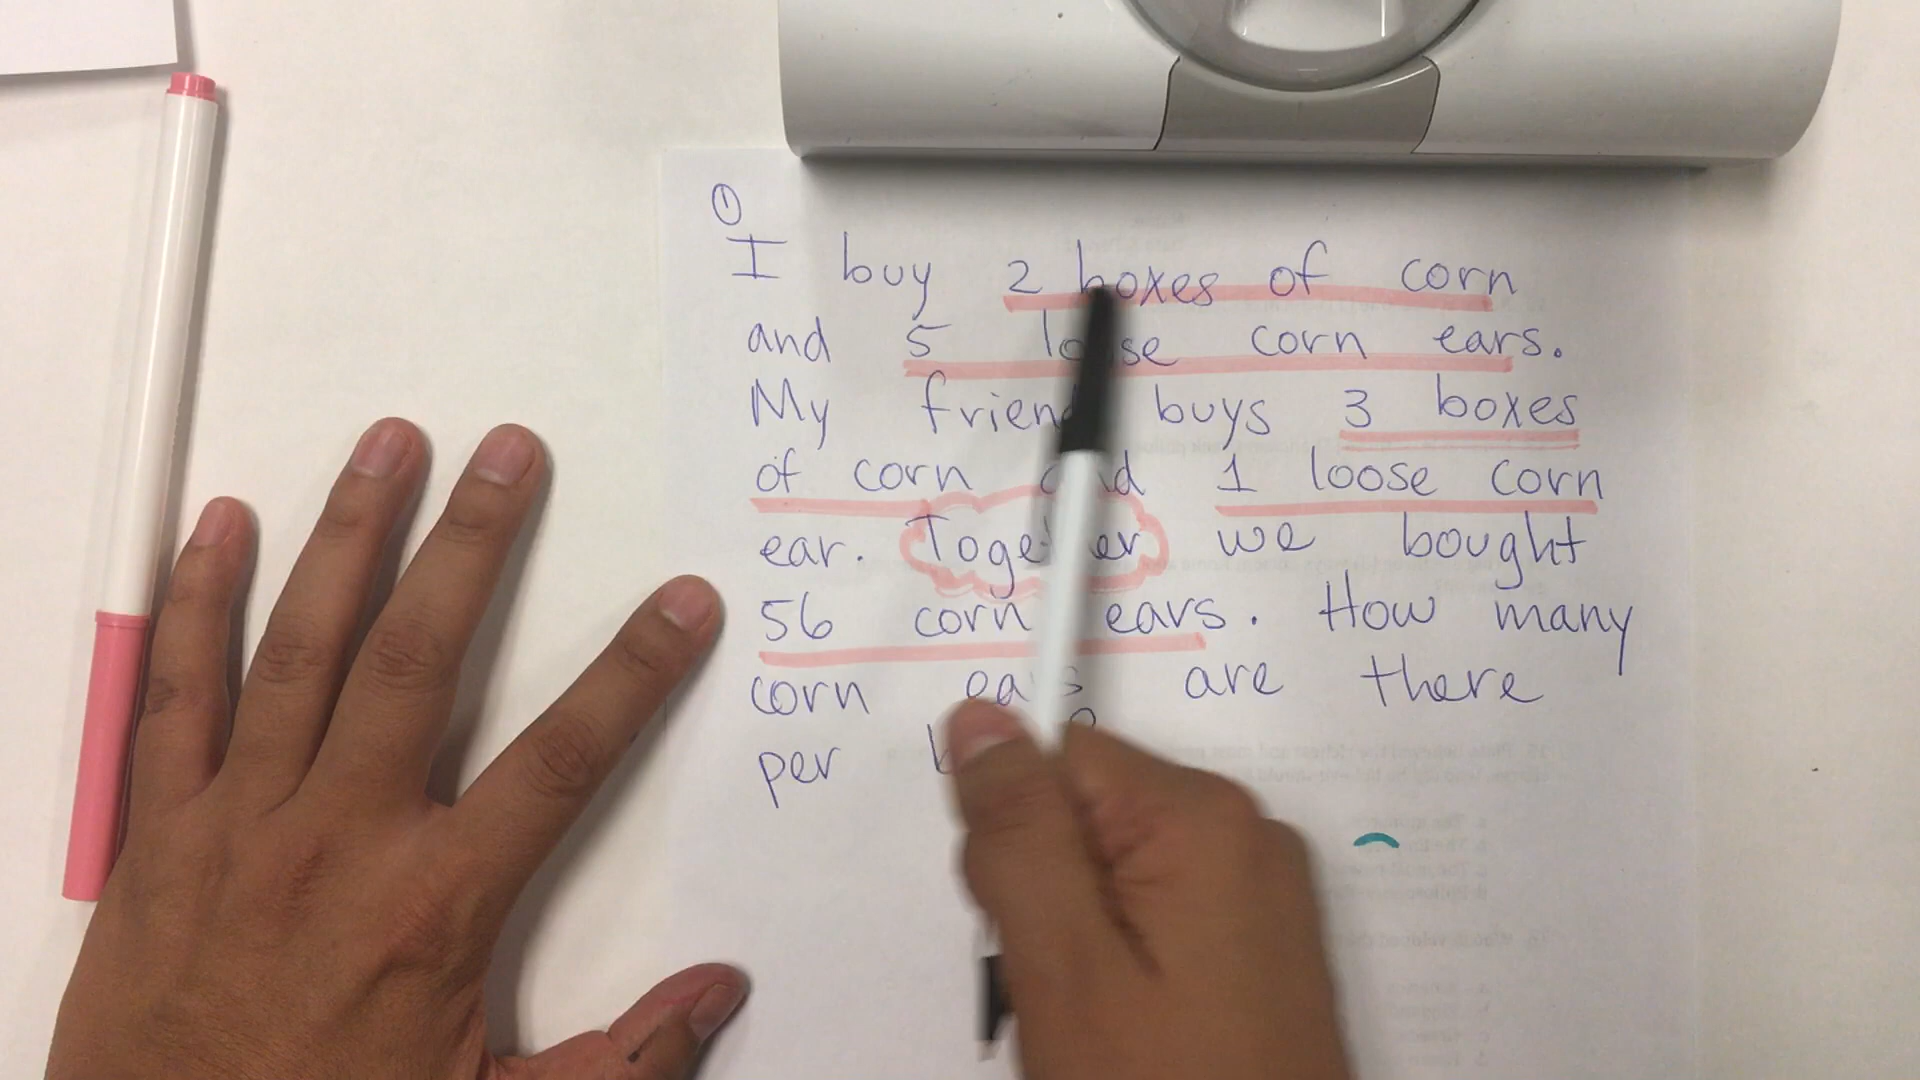 ①
I buy 2 boxes of corn
and 5 loose corn ears.
My friend buys 3 boxes
of corn and 1 loose corn
ear. Together we bought
56 corn ears. How many
corn ears are there
per